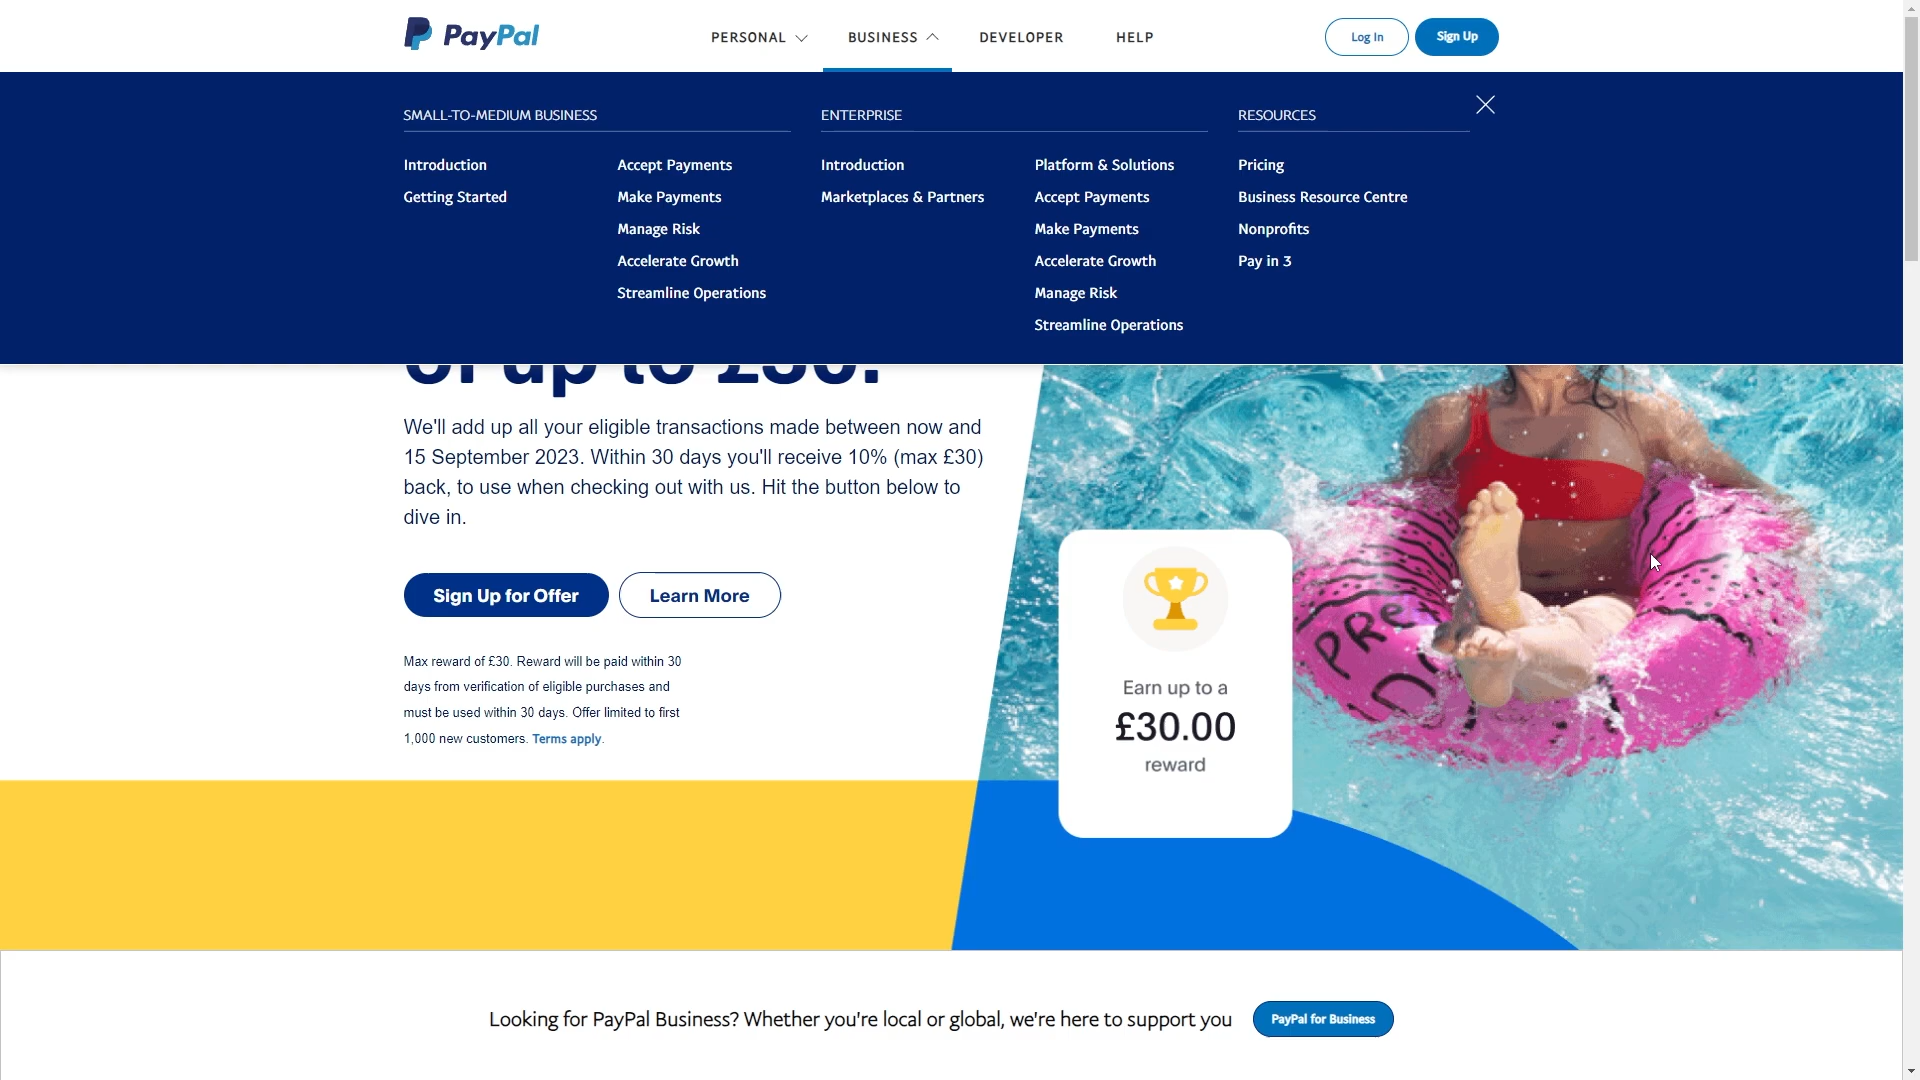 PayPal
PERSONAL
BUSINESS
DEVELOPER
HELP
Log In
Sign Up
SMALL-TO-MEDIUM BUSINESS
Introduction
Getting Started
Accept Payments
Make Payments
Manage Risk
Accelerate Growth
Streamline Operations
ENTERPRISE
Introduction
Marketplaces & Partners
Platform & Solutions
Accept Payments
Make Payments
Accelerate Growth
Manage Risk
Streamline Operations
RESOURCES
Pricing
Business Resource Centre
Nonprofits
Pay in 3
of up to £30.
We'll add up all your eligible transactions made between now and
15 September 2023. Within 30 days you'll receive 10% (max £30)
back, to use when checking out with us. Hit the button below to
dive in.
Sign Up for Offer
Learn More
Max reward of £30. Reward will be paid within 30
days from verification of eligible purchases and
must be used within 30 days. Offer limited to first
1,000 new customers. Terms apply.
Earn up to a
£30.00
reward
Looking for PayPal Business? Whether you're local or global, we're here to support you
PayPal for Business